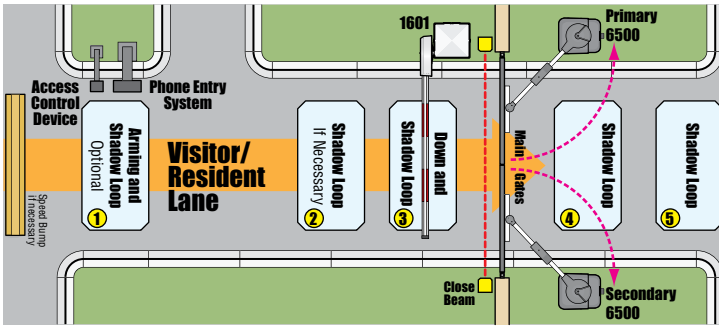 1601
Primary
6500
Access
Control
Device
Phone Entry
System
Speed Bump
if necessary
Arming and
Shadow Loop
Optional
1
Visitor/
Resident
Lane
Shadow Loop
If Necessary
2
Down and
Shadow Loop
3
Main Gates
Shadow Loop
4
Shadow Loop
5
Close
Beam
Secondary
6500